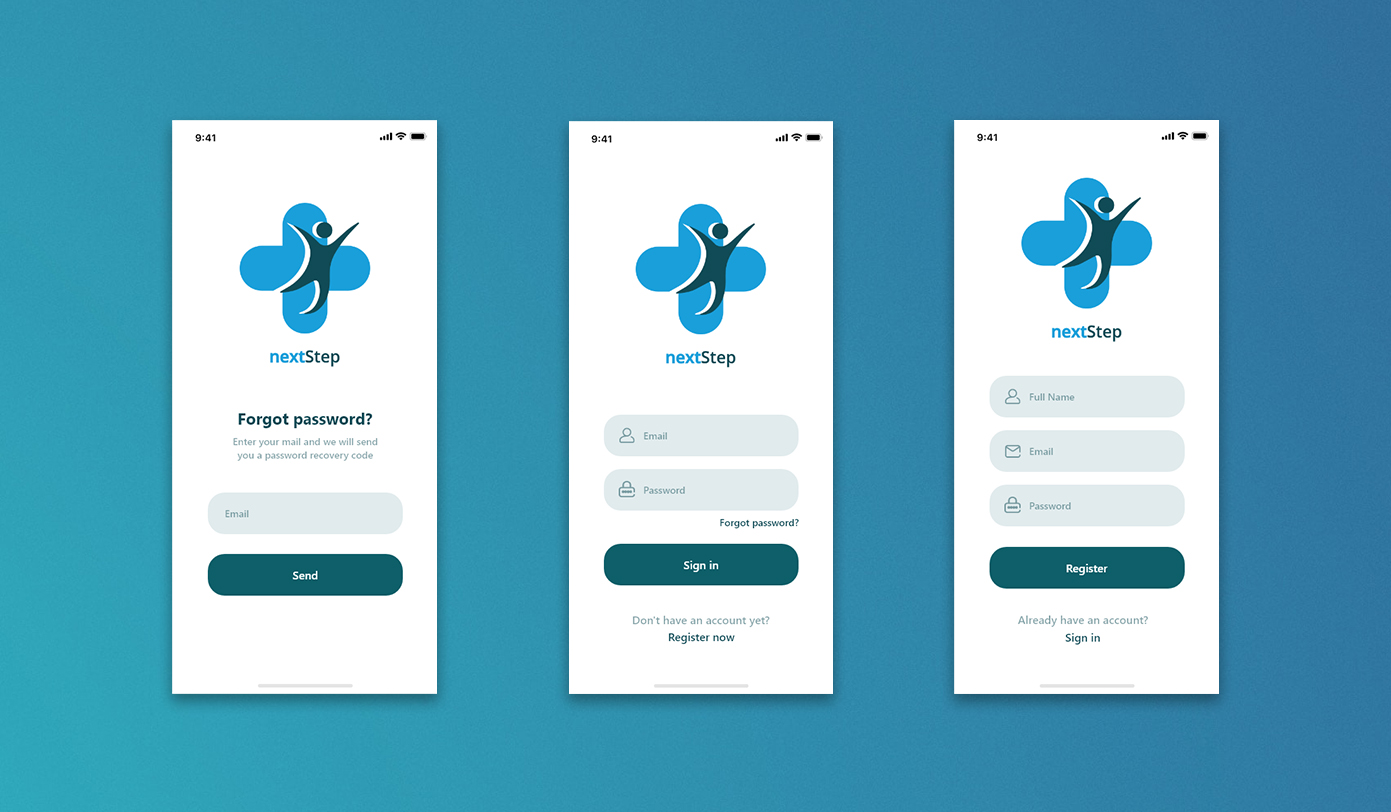 9:41
nextStep
Forgot password?
Enter your mail and we will send
you a password recovery code
Email
Send
9:41
nextStep
Email
Password
Forgot password?
Sign in
Don't have an account yet?
Register now
9:41
nextStep
Full Name
Email
Password
Register
Already have an account?
Sign in